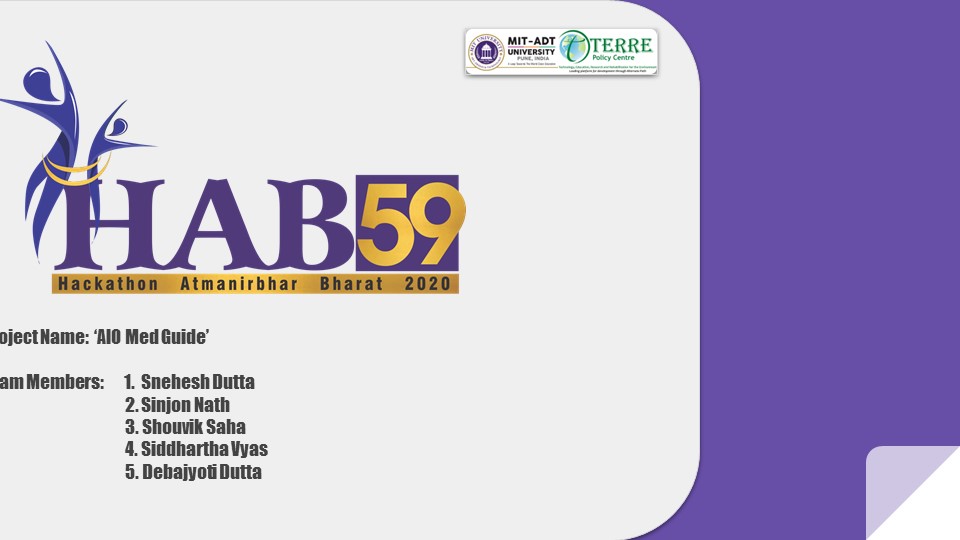 MIT-ADT
UNIVERSITY
PUNE, INDIA
TERRE
Policy Centre
HAB59
Hackathon Atmanirbhar Bharat 2020
oject Name: ‘AIO Med Guide’
am Members: 1. Snehesh Dutta
2. Sinjon Nath
3. Shouvik Saha
4. Siddhartha Vyas
5. Debajyoti Dutta